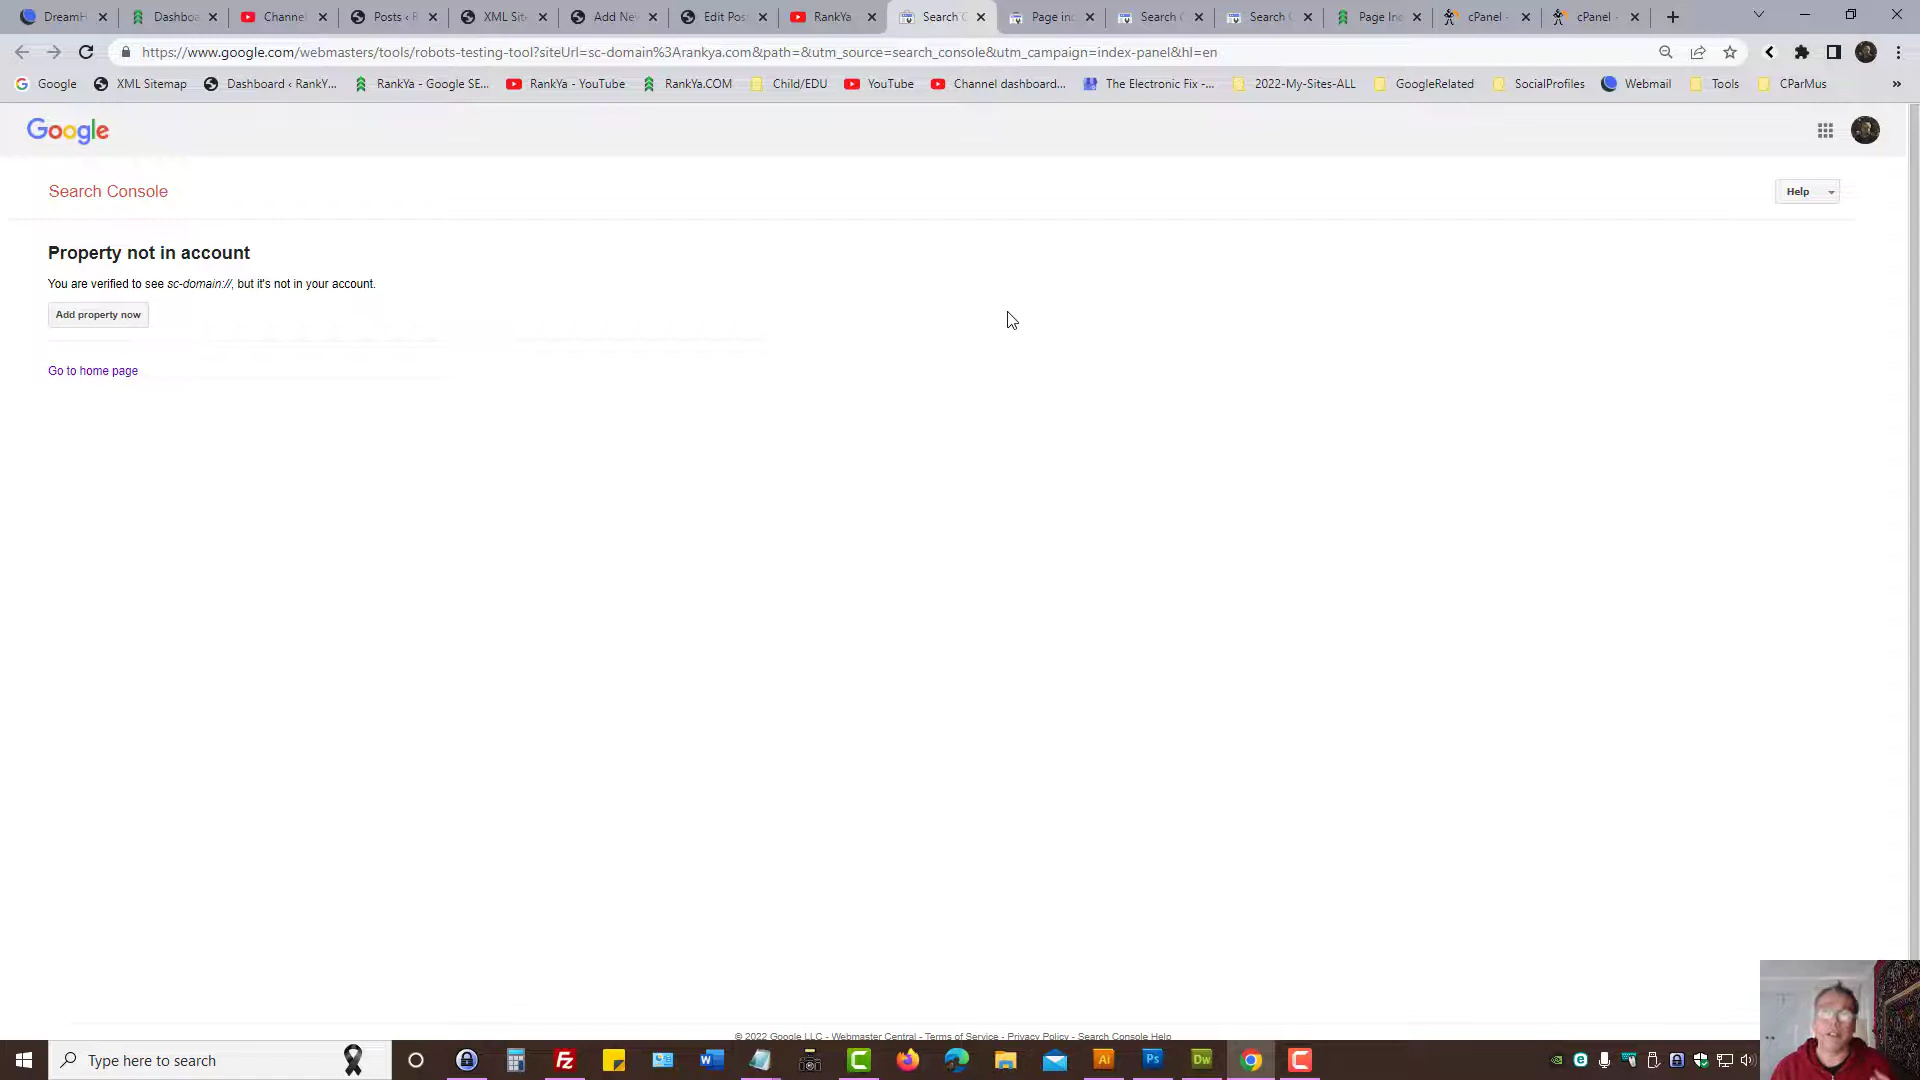 DreamH
Dashboa
Channel
Posts ‹ R
XML Site
Add New
Edit Pos
RankYa
Search C
Page ind
Search C
Search C
Page Ind
cPanel -
cPanel -
https://www.google.com/webmasters/tools/robots-testing-tool?siteUrl=sc-domain%3Arankya.com&path=&utm_source=search_console&utm_campaign=index-panel&hl=en
Google
XML Sitemap
Dashboard ‹ RankY...
RankYa - Google SE...
RankYa - YouTube
RankYa.COM
Child/EDU
YouTube
Channel dashboard...
The Electronic Fix -...
2022-My-Sites-ALL
GoogleRelated
SocialProfiles
Webmail
Tools
CParMus
»
Google
Search Console
Help
Property not in account
You are verified to see sc-domain://, but it's not in your account.
Add property now
Go to home page
© 2022 Google LLC - Webmaster Central - Terms of Service - Privacy Policy - Search Console Help
Type here to search